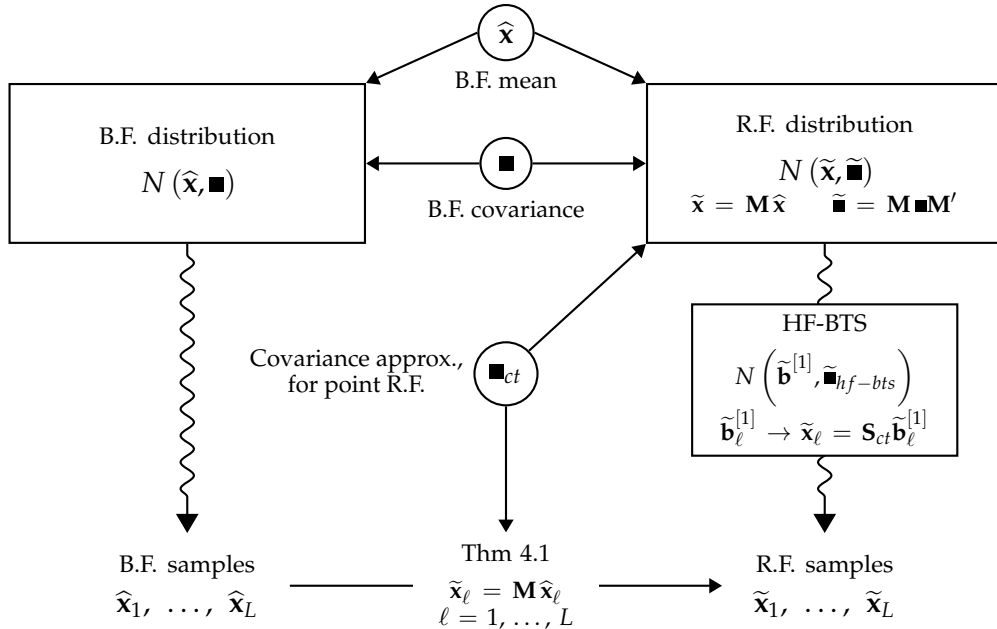 x̂
B.F. mean
B.F. distribution
N (x̂, ■)
■
B.F. covariance
R.F. distribution
N (x̃, ■̃)
x̃ = Mx̂ ■̃ = M■M′
Covariance approx.,
for point R.F.
■ct
HF-BTS
N (b̃[1], ■̃hf−bts)
b̃ℓ[1] → x̃ℓ = Sct b̃ℓ[1]
B.F. samples
x̂1, ..., x̂L
Thm 4.1
x̃ℓ = Mx̂ℓ
ℓ = 1, ..., L
R.F. samples
x̃1, ..., x̃L